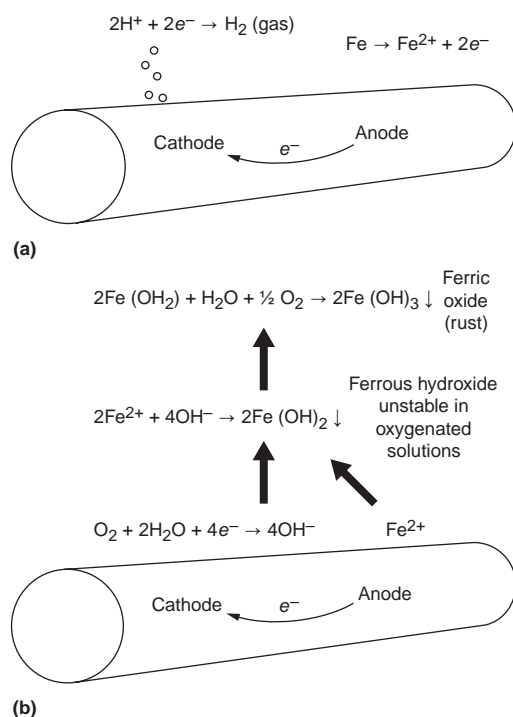 2H⁺ + 2e⁻ → H₂ (gas)
Fe → Fe²⁺ + 2e⁻
Cathode
e⁻
Anode
(a)
2Fe (OH₂) + H₂O + ½ O₂ → 2Fe (OH)₃ ↓
Ferric
oxide
(rust)
2Fe²⁺ + 4OH⁻ → 2Fe (OH)₂ ↓
Ferrous hydroxide
unstable in
oxygenated
solutions
O₂ + 2H₂O + 4e⁻ → 4OH⁻
Fe²⁺
Cathode
e⁻
Anode
(b)